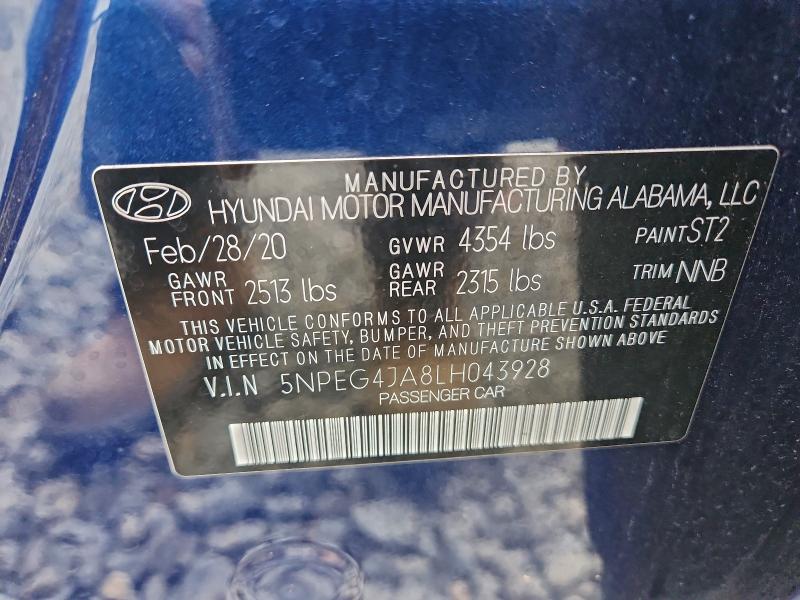 MANUFACTURED BY
HYUNDAI MOTOR MANUFACTURING ALABAMA, LLC
Feb/28/20 GVWR 4354 lbs PAINT ST2
GAWR FRONT 2513 lbs GAWR REAR 2315 lbs TRIM NNB
THIS VEHICLE CONFORMS TO ALL APPLICABLE U.S.A. FEDERAL
MOTOR VEHICLE SAFETY, BUMPER, AND THEFT PREVENTION STANDARDS
IN EFFECT ON THE DATE OF MANUFACTURE SHOWN ABOVE
V.I.N 5NPEG4JA8LH043928
PASSENGER CAR